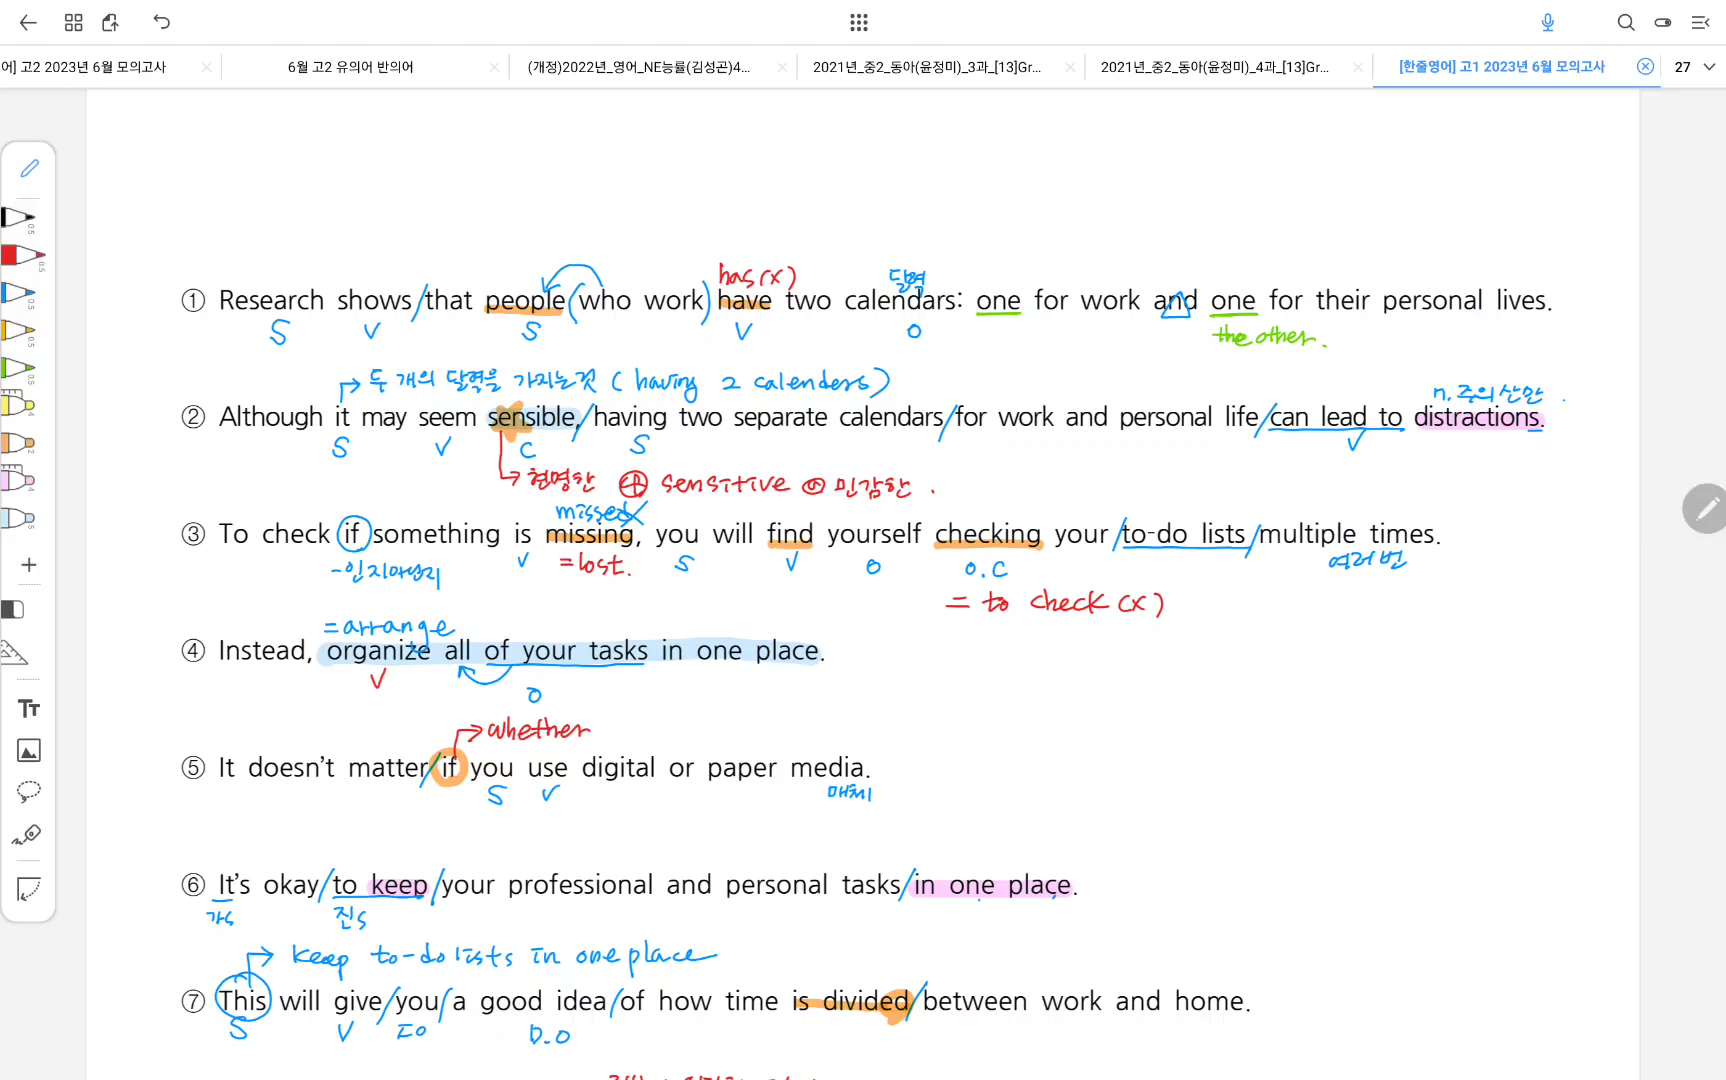 어] 고2 2023년 6월 모의고사
6월 고2 유의어 반의어
(개정)2022년_영어_NE능률(김성곤)4...
2021년_중2_동아(윤정미)_3과_[13]Gr...
2021년_중2_동아(윤정미)_4과_[13]Gr...
[한줄영어] 고1 2023년 6월 모의고사
27
has(x)
달력
① Research shows/that people(who work) have two calendars: one for work and one for their personal lives.
S V S V O
the other.
두 개의 달력을 가지는것 (having 2 calenders)
n. 주의산만
② Although it may seem sensible,/having two separate calendars/for work and personal life/can lead to distractions.
S V C S V
현명한 sensitive 민감한
missed
③ To check if something is missing, you will find yourself checking your/to-do lists/multiple times.
-인지아닌지 V =lost. S V O O.C 여러번
= to check (x)
=arrange
④ Instead, organize all of your tasks in one place.
V O
whether
⑤ It doesn't matter/if you use digital or paper media.
S V 매체
⑥ It's okay/to keep/your professional and personal tasks/in one place.
가S 진S
keep to-do lists in one place
⑦ This will give/you/a good idea/of how time is divided/between work and home.
S V IO D.O
Tт